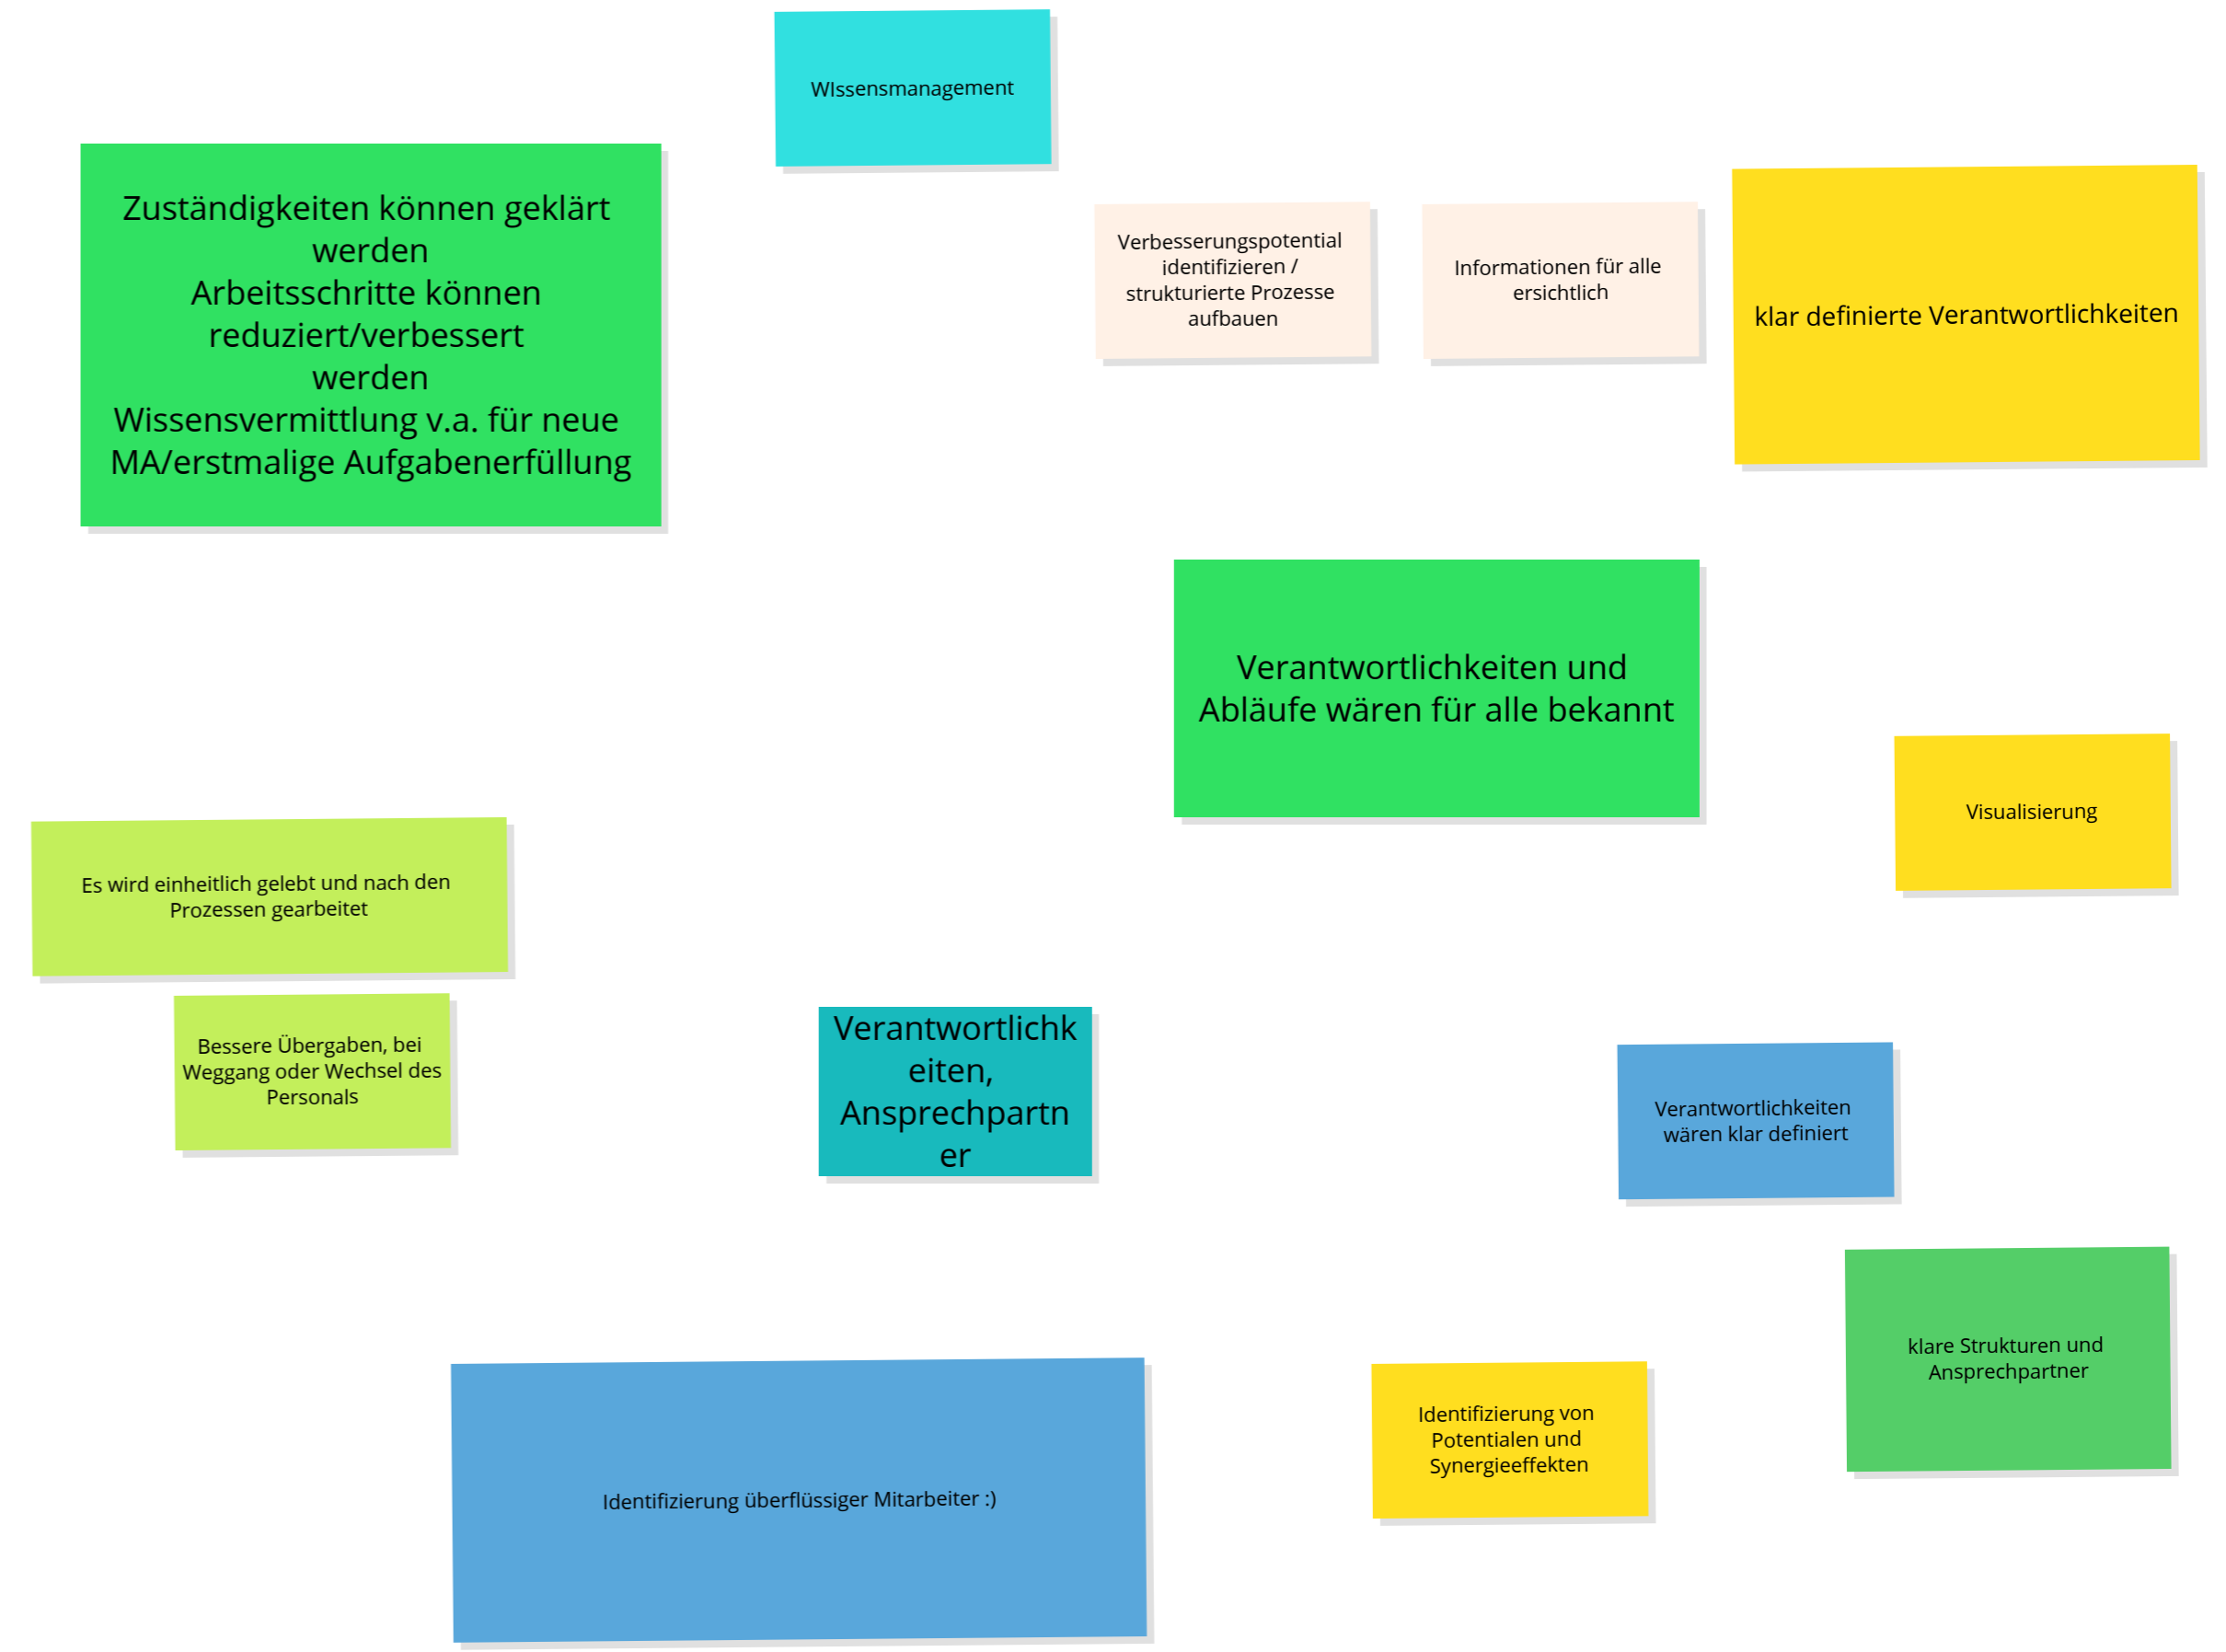 WIssensmanagement
Zuständigkeiten können geklärt
werden
Arbeitsschritte können
reduziert/verbessert
werden
Wissensvermittlung v.a. für neue
MA/erstmalige Aufgabenerfüllung
Verbesserungspotential
identifizieren /
strukturierte Prozesse
aufbauen
Informationen für alle
ersichtlich
klar definierte Verantwortlichkeiten
Verantwortlichkeiten und
Abläufe wären für alle bekannt
Visualisierung
Es wird einheitlich gelebt und nach den
Prozessen gearbeitet
Bessere Übergaben, bei
Weggang oder Wechsel des
Personals
Verantwortlichk
eiten,
Ansprechpartn
er
Verantwortlichkeiten
wären klar definiert
klare Strukturen und
Ansprechpartner
Identifizierung von
Potentialen und
Synergieeffekten
Identifizierung überflüssiger Mitarbeiter :)